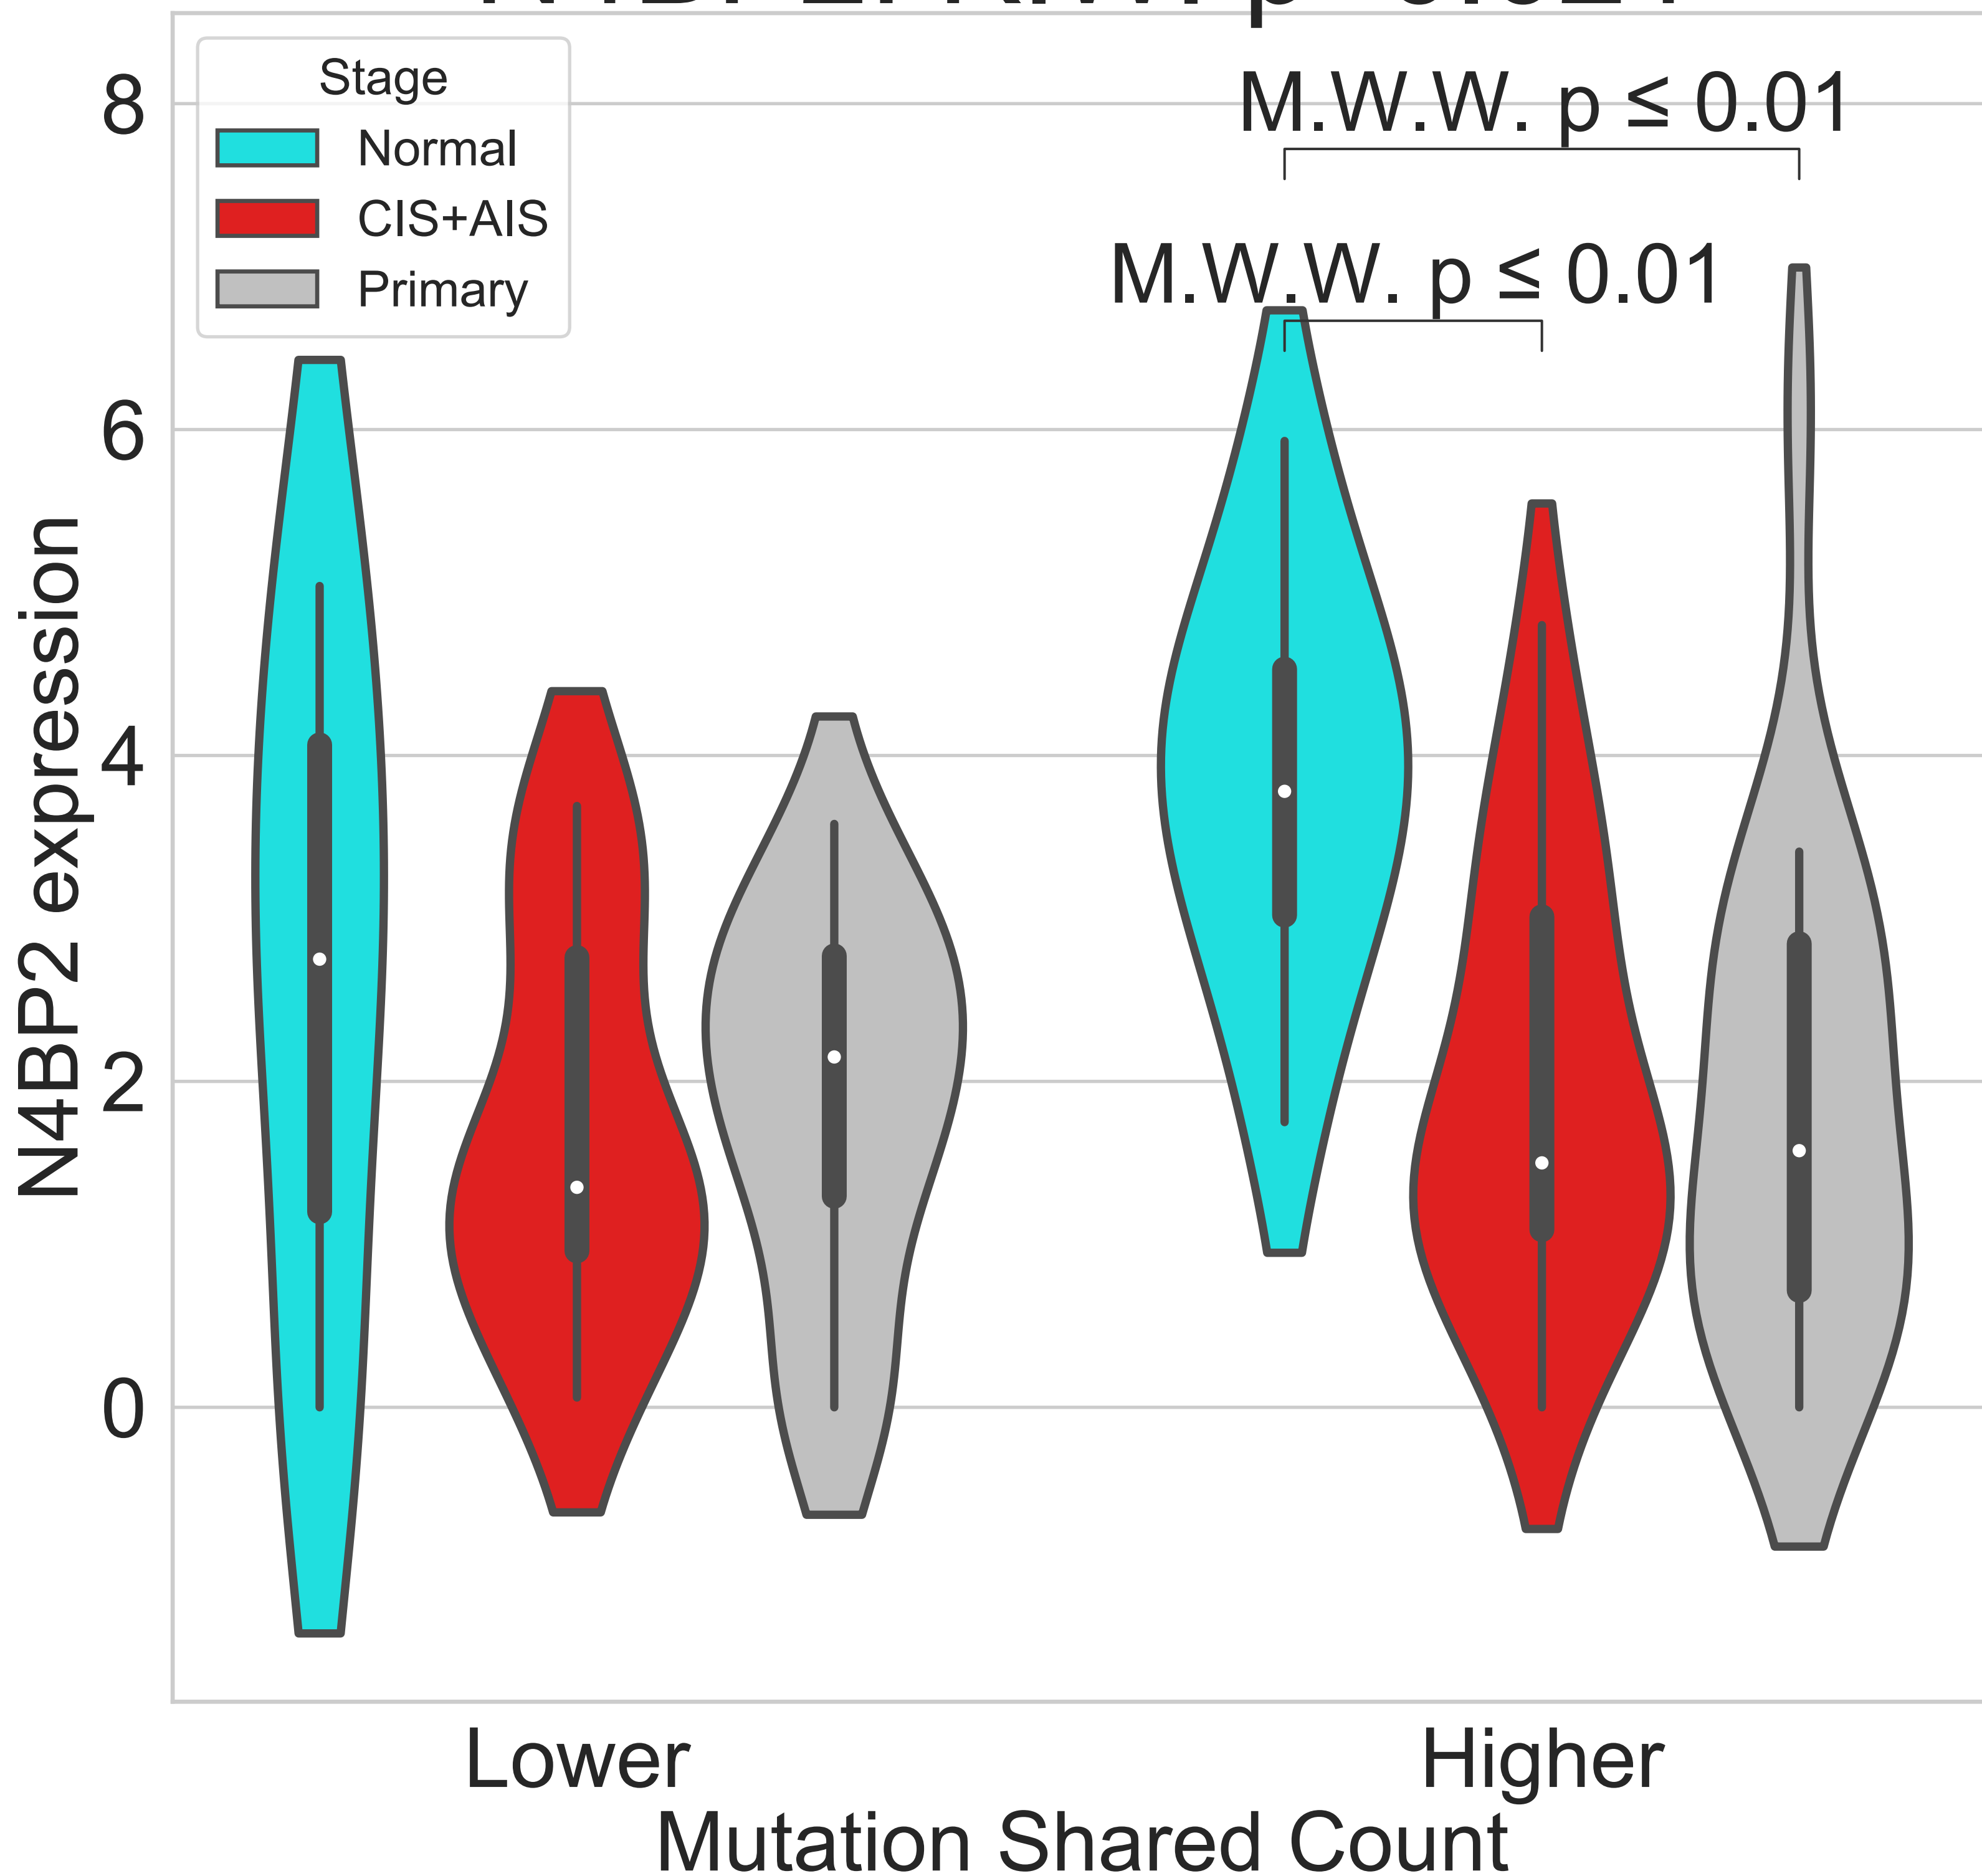 Stage
Normal
CIS+AIS
Primary
M.W.W. p ≤ 0.01
M.W.W. p ≤ 0.01
8
6
4
2
0
N4BP2 expression
Lower
Higher
Mutation Shared Count